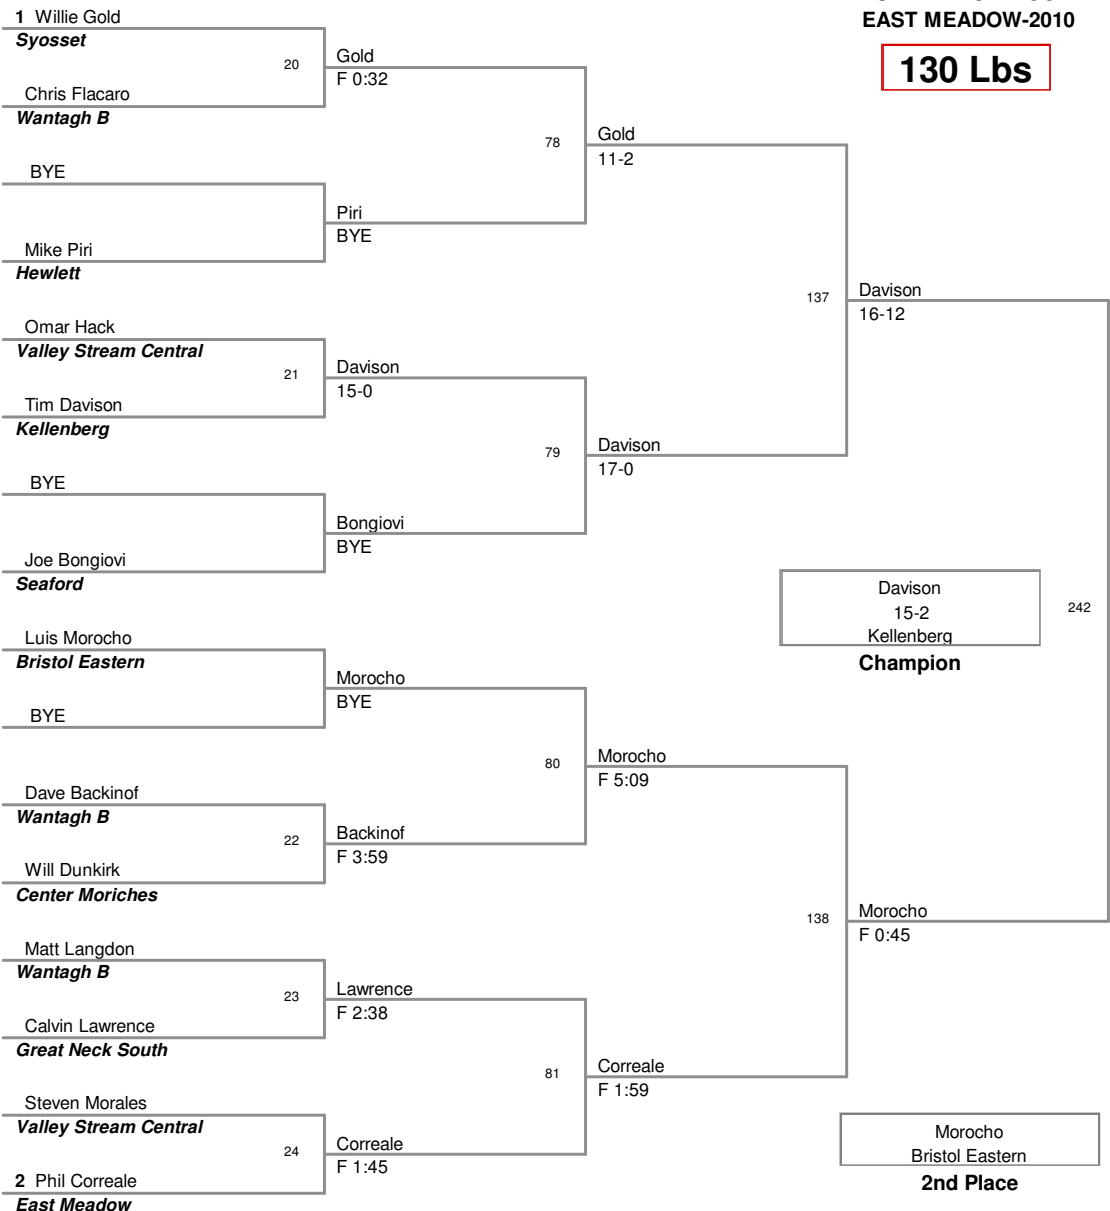 EAST MEADOW-2010
130 Lbs
1 Willie Gold
Syosset
20
Gold
F 0:32
Chris Flacaro
Wantagh B
78
Gold
11-2
BYE
Piri
BYE
Mike Piri
Hewlett
137
Davison
16-12
Omar Hack
Valley Stream Central
21
Davison
15-0
Tim Davison
Kellenberg
79
Davison
17-0
BYE
Bongiovi
BYE
Joe Bongiovi
Seaford
Davison
15-2
Kellenberg
Champion
242
Luis Morocho
Bristol Eastern
Morocho
BYE
BYE
80
Morocho
F 5:09
Dave Backinof
Wantagh B
22
Backinof
F 3:59
Will Dunkirk
Center Moriches
138
Morocho
F 0:45
Matt Langdon
Wantagh B
23
Lawrence
F 2:38
Calvin Lawrence
Great Neck South
81
Correale
F 1:59
Steven Morales
Valley Stream Central
24
Correale
F 1:45
2 Phil Correale
East Meadow
Morocho
Bristol Eastern
2nd Place